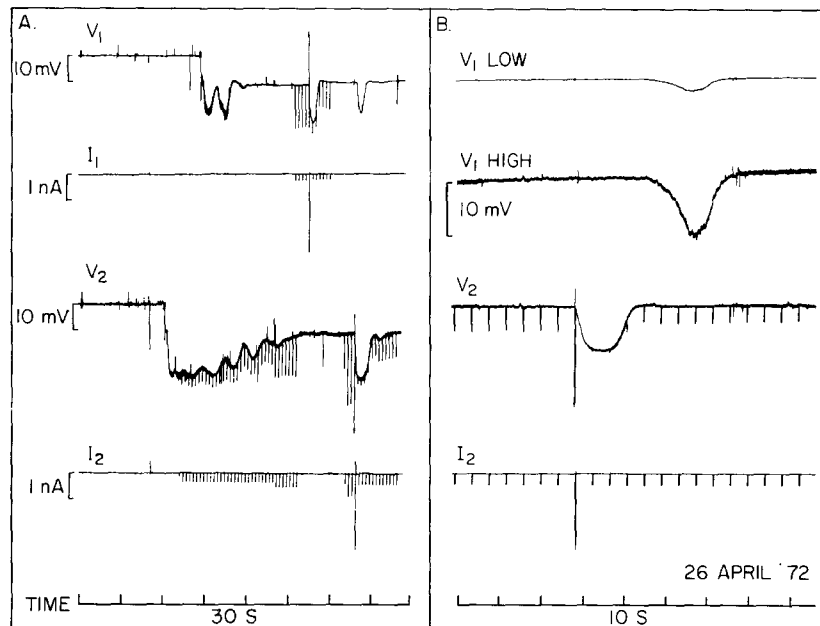 A.
V₁
10 mV
I₁
1 nA
V₂
10 mV
I₂
1 nA
TIME
30 S
B.
V₁ LOW
V₁ HIGH
10 mV
V₂
I₂
26 APRIL '72
10 S